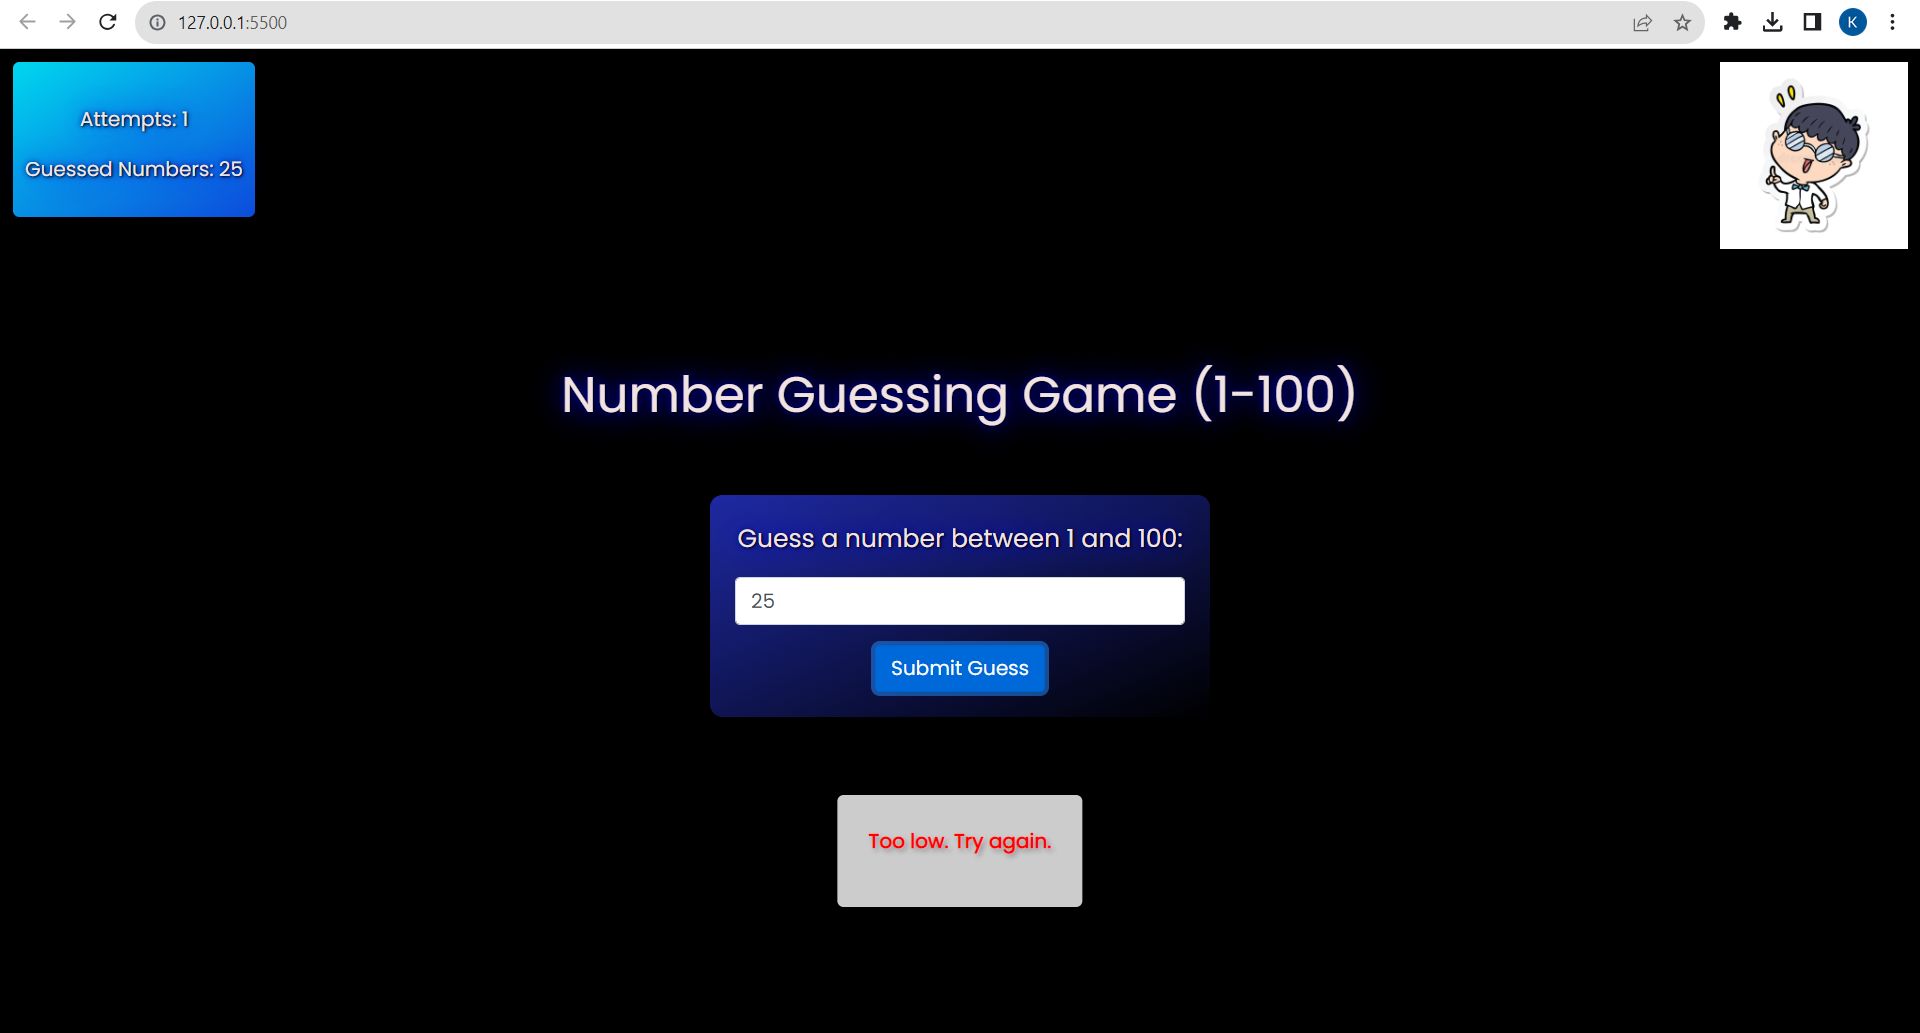 127.0.0.1:5500
K
Attempts: 1
Guessed Numbers: 25
Number Guessing Game (1-100)
Guess a number between 1 and 100:
25
Submit Guess
Too low. Try again.